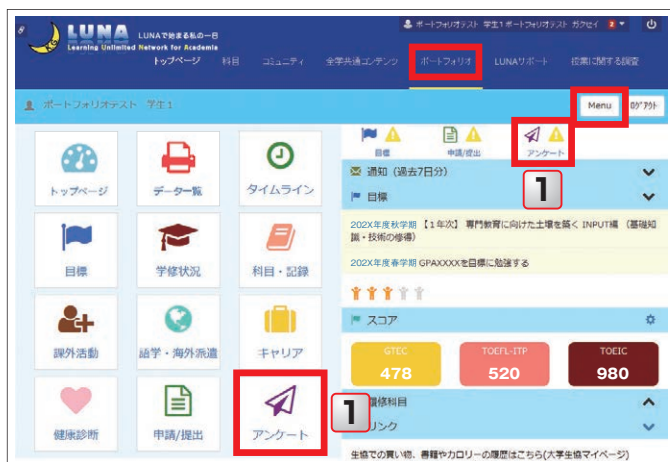 LUNA LUNAで始まる私の一日
Learning Unlimited Network for Academia
ポートフォリオテスト 学生1 ポートフォリオテスト ガクセイ 2
トップページ 科目 コミュニティ 全学共通コンテンツ ポートフォリオ LUNAサポート 授業に関する調査
ポートフォリオテスト 学生1 Menu ログアウト
トップページ データ一覧 タイムライン
目標 学修状況 科目・記録
課外活動 語学・海外派遣 キャリア
健康診断 申請/提出 アンケート
1
目標 申請/提出 アンケート
1
通知（過去7日分）
目標
202X年度秋学期 【1年次】 専門教育に向けた土壌を築く INPUT編 （基礎知
識・技術の修得）
202X年度春学期 GPAXXXXを目標に勉強する
スコア
GTEC TOEFL-ITP TOEIC
478 520 980
履修科目
リンク
生協での買い物、書籍やカロリーの履歴はこちら(大学生協マイページ)